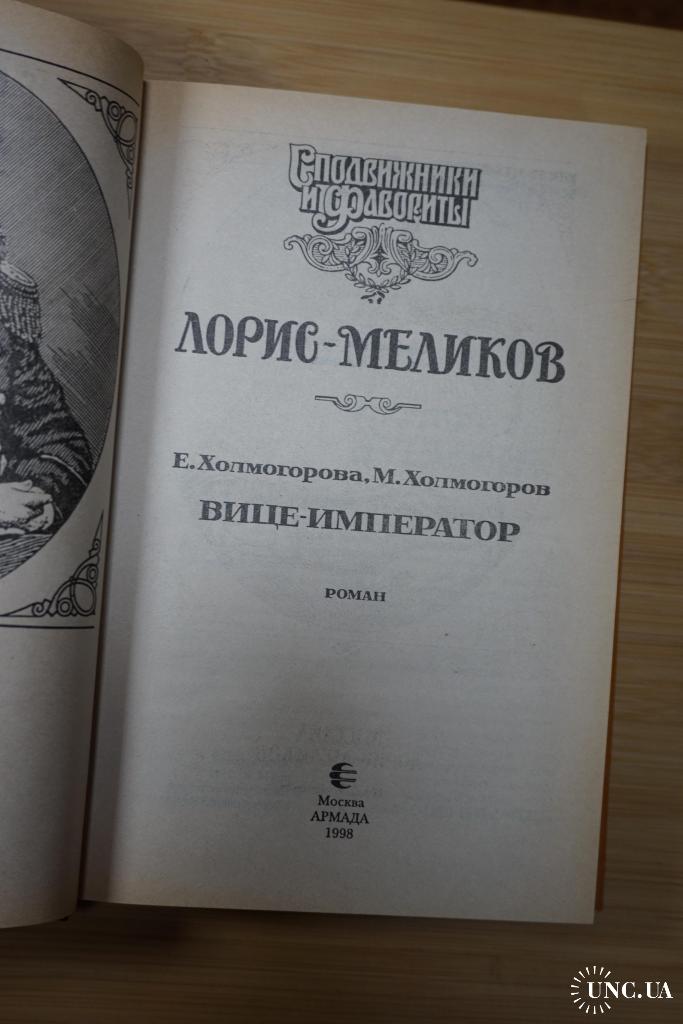 Сподвижники
и фавориты
ЛОРИС-МЕЛИКОВ
Е. Холмогорова, М. Холмогоров
ВИЦЕ-ИМПЕРАТОР
РОМАН
Москва
АРМАДА
1998
UNC.UA